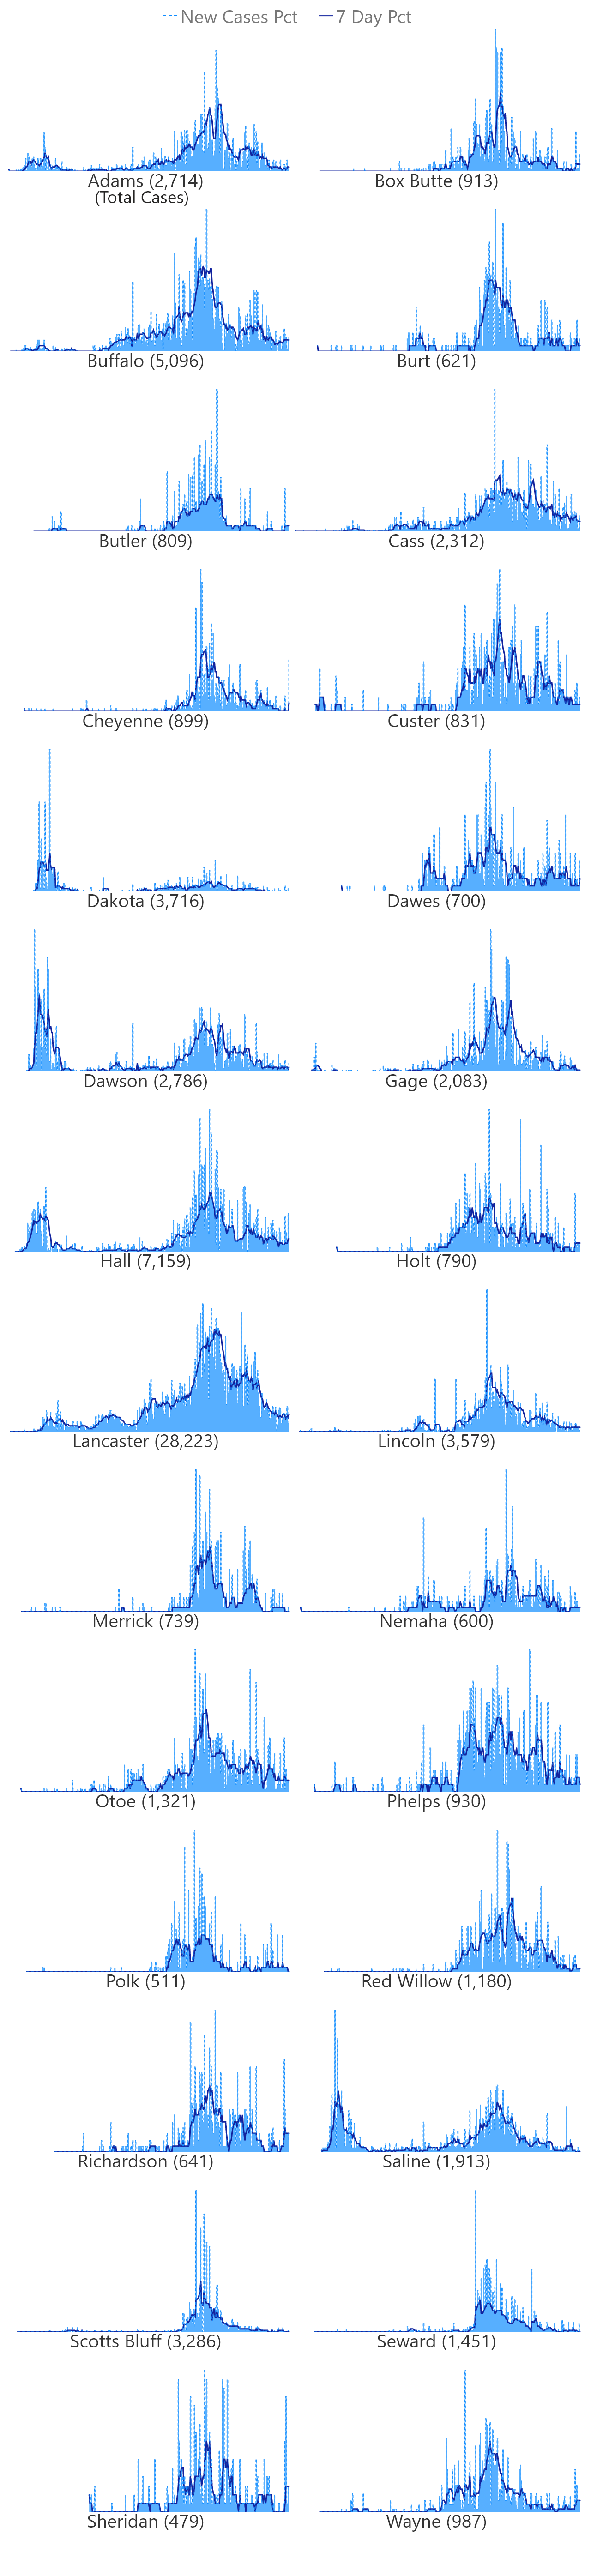 New Cases Pct 7 Day Pct
Adams (2,714) Box Butte (913)
(Total Cases)
Buffalo (5,096) Burt (621)
Butler (809) Cass (2,312)
Cheyenne (899) Custer (831)
Dakota (3,716) Dawes (700)
Dawson (2,786) Gage (2,083)
Hall (7,159) Holt (790)
Lancaster (28,223) Lincoln (3,579)
Merrick (739) Nemaha (600)
Otoe (1,321) Phelps (930)
Polk (511) Red Willow (1,180)
Richardson (641) Saline (1,913)
Scotts Bluff (3,286) Seward (1,451)
Sheridan (479) Wayne (987)